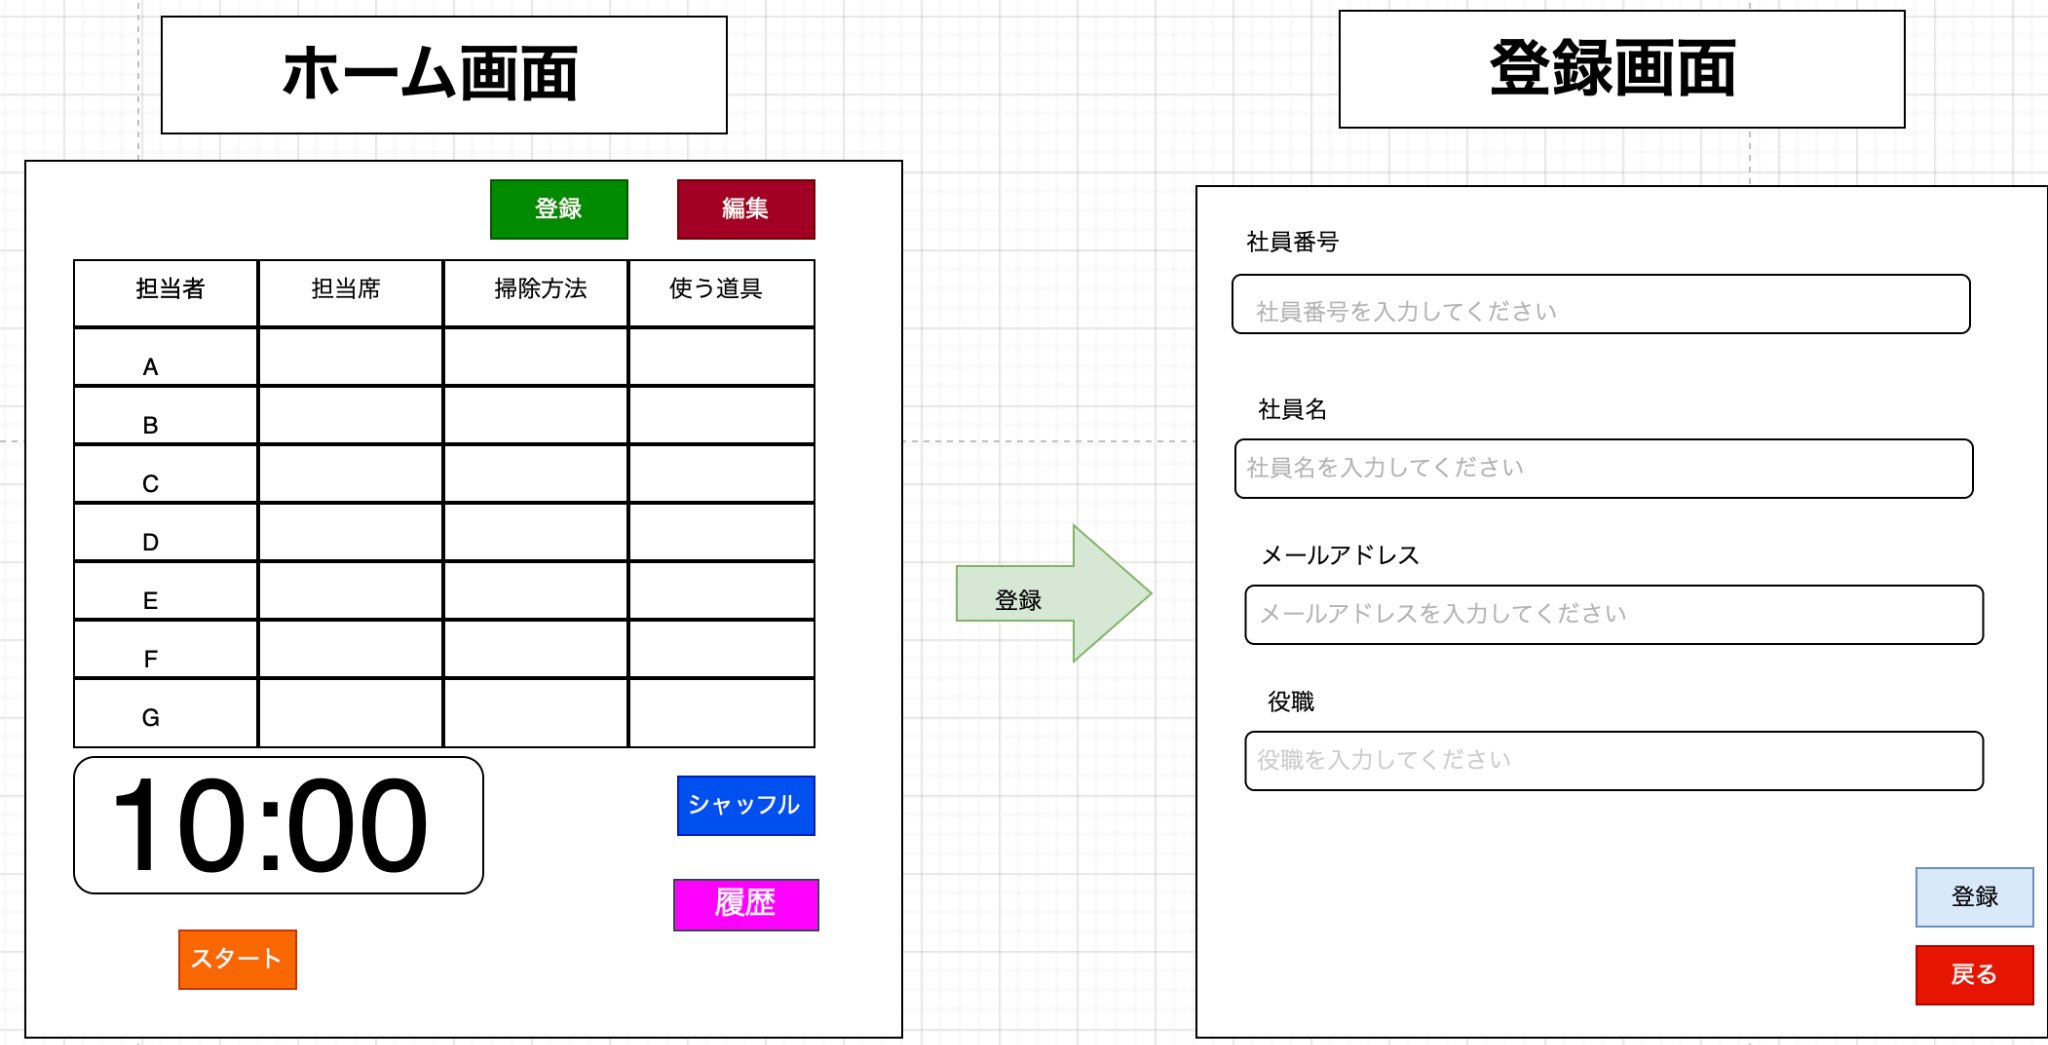 ホーム画面
登録 編集
担当者 担当席 掃除方法 使う道具
A
B
C
D
E
F
G
10:00
シャッフル
履歴
スタート
登録
登録画面
社員番号
社員番号を入力してください
社員名
社員名を入力してください
メールアドレス
メールアドレスを入力してください
役職
役職を入力してください
登録
戻る